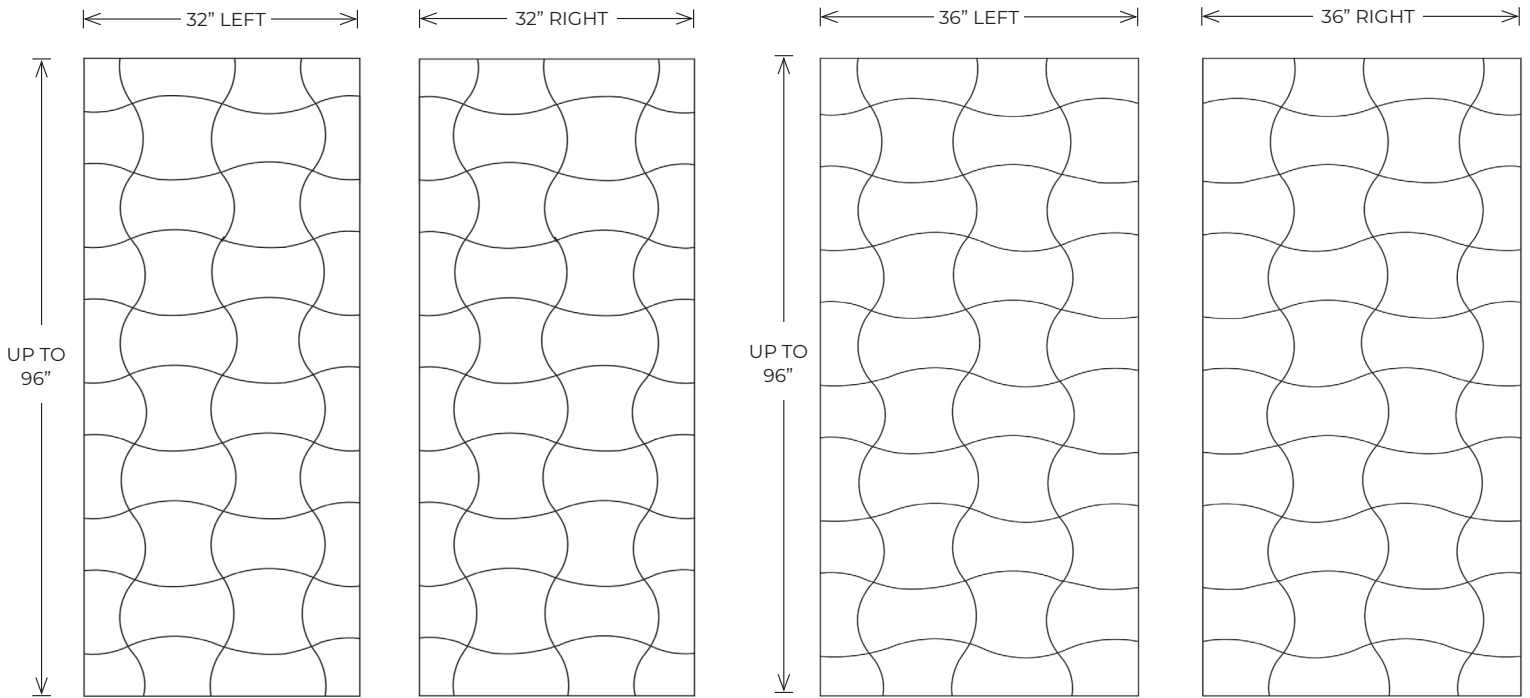 32” LEFT
32” RIGHT
36” LEFT
36” RIGHT
UP TO
96”
UP TO
96”